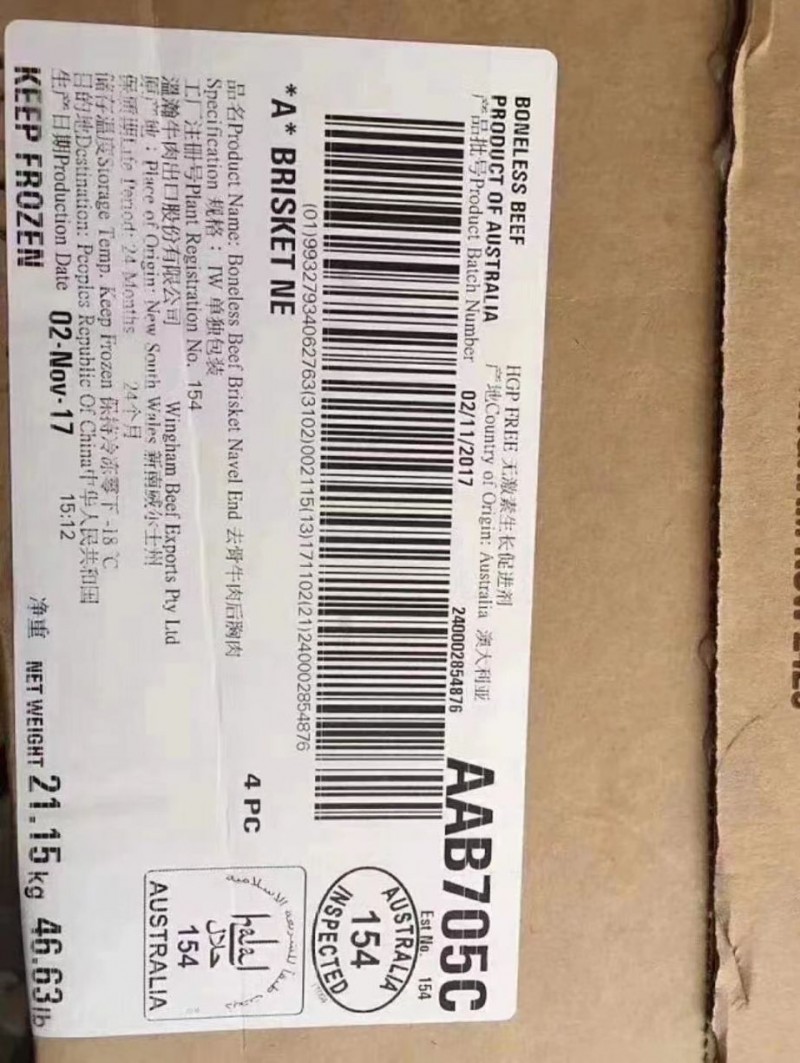 BONELESS BEEF
HGP FREE 无激素生长促进剂
PRODUCT OF AUSTRALIA
产地Country of Origin: Australia 澳大利亚
产品批号Product Batch Number 02/11/2017
240002854876
AAB705C
Est No. 154
(01)99327934062763(3102)002115(13)171102(21)240002854876
*A* BRISKET NE
4 PC
AUSTRALIA
154
INSPECTED
品名Product Name: Boneless Beef Brisket Navel End 去骨牛肉后胸肉
Specification 规格： IW 单独包装
工厂注册号Plant Registration No. 154
温瀚牛肉出口股份有限公司 Wingham Beef Exports Pty Ltd
原产地：Place of Origin: New South Wales 新南威尔士州
保质期Life Period: 24 Months 24个月
储存温度Storage Temp. Keep Frozen 保持冷冻零下 -18 ℃
目的地Destination: Peoples Republic Of China中华人民共和国
生产日期Production Date 02-Nov-17 15:12
KEEP FROZEN
净重 NET WEIGHT 21.15 kg 46.63lb
halal
حلال
154
AUSTRALIA